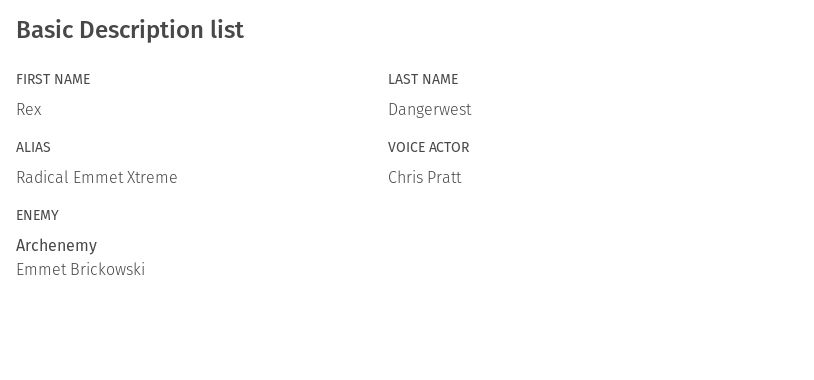 Basic Description list
FIRST NAME
Rex
LAST NAME
Dangerwest
ALIAS
Radical Emmet Xtreme
VOICE ACTOR
Chris Pratt
ENEMY
Archenemy
Emmet Brickowski